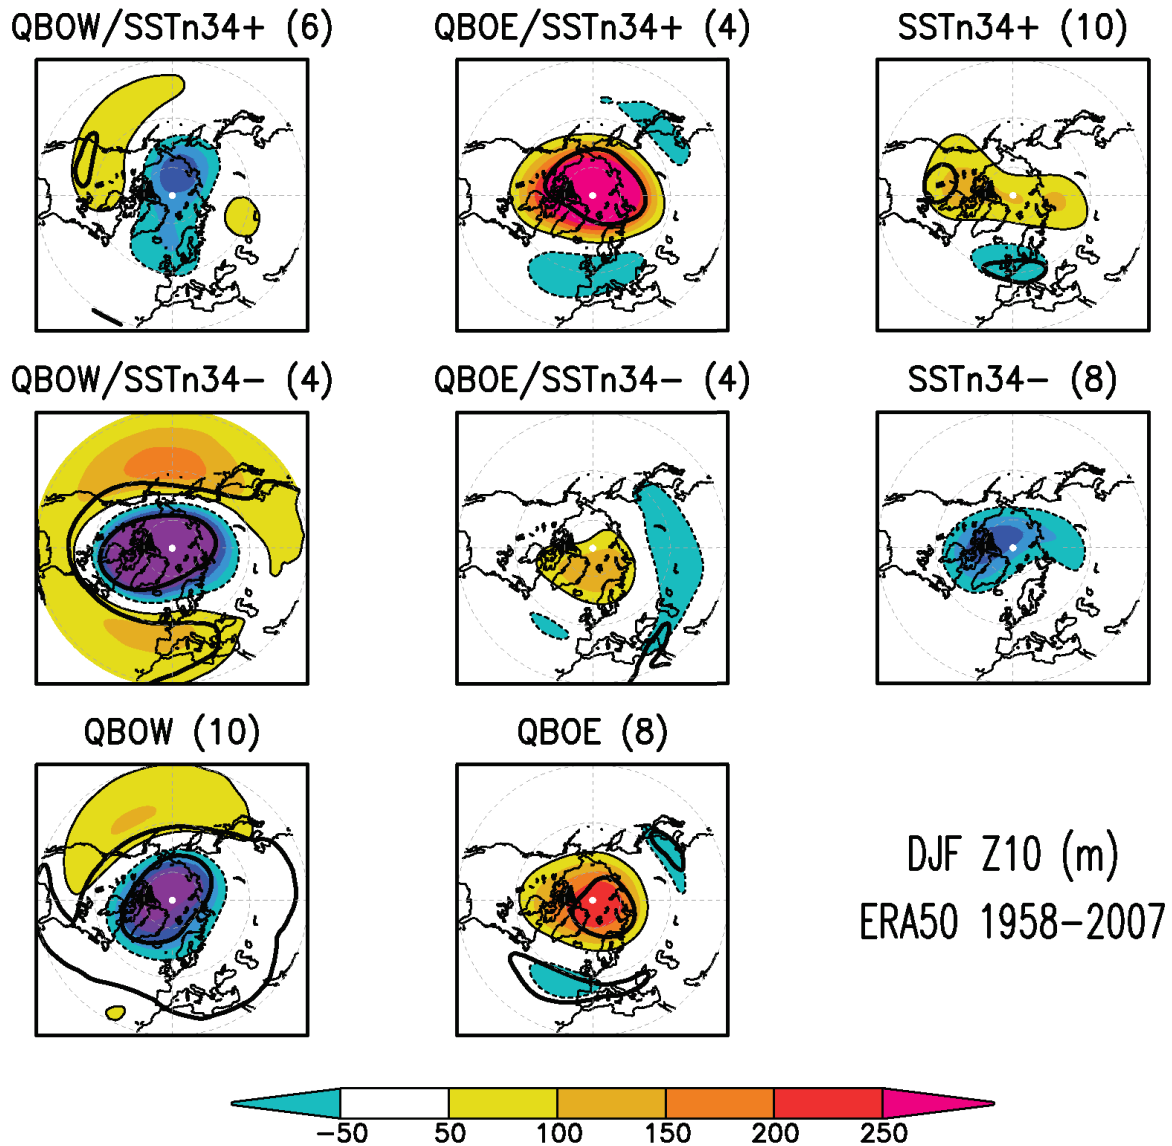 QBOW/SSTn34+ (6)
QBOE/SSTn34+ (4)
SSTn34+ (10)
QBOW/SSTn34− (4)
QBOE/SSTn34− (4)
SSTn34− (8)
QBOW (10)
QBOE (8)
DJF Z10 (m)
ERA50 1958−2007
−50 50 100 150 200 250